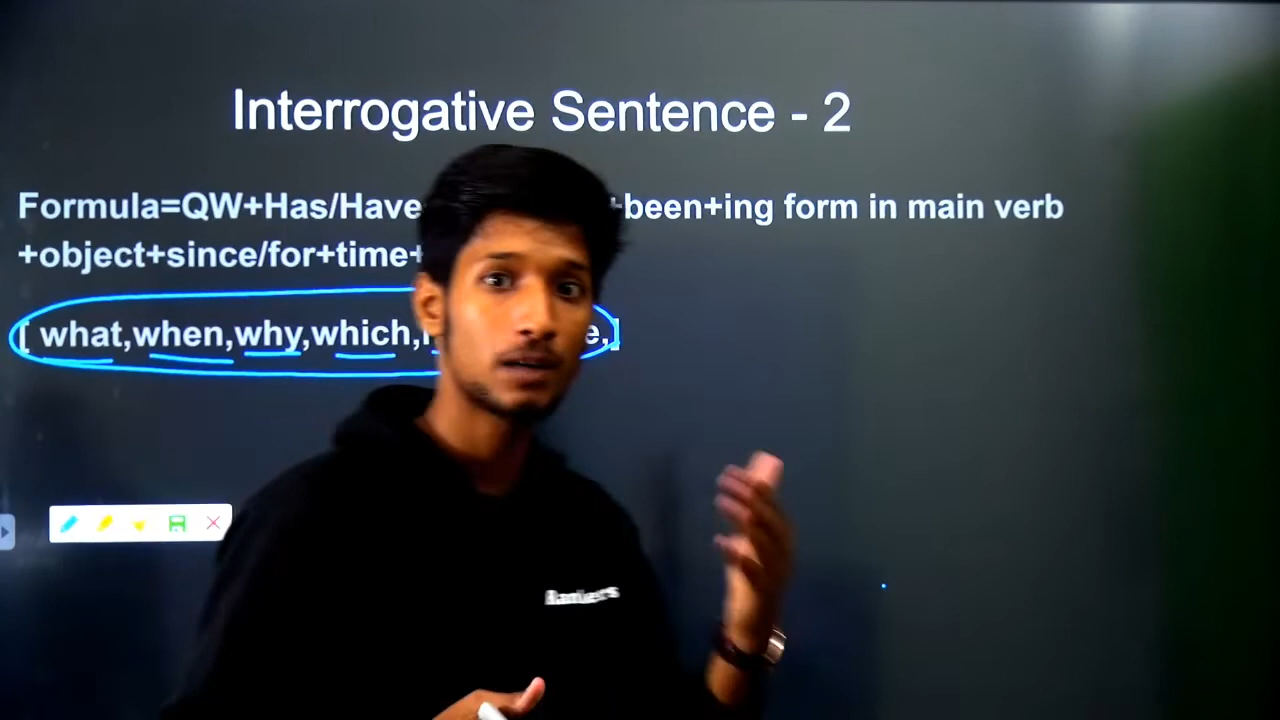 Interrogative Sentence - 2
Formula=QW+Has/Have +been+ing form in main verb
+object+since/for+time+
[ what,when,why,which, e,]
Rankers